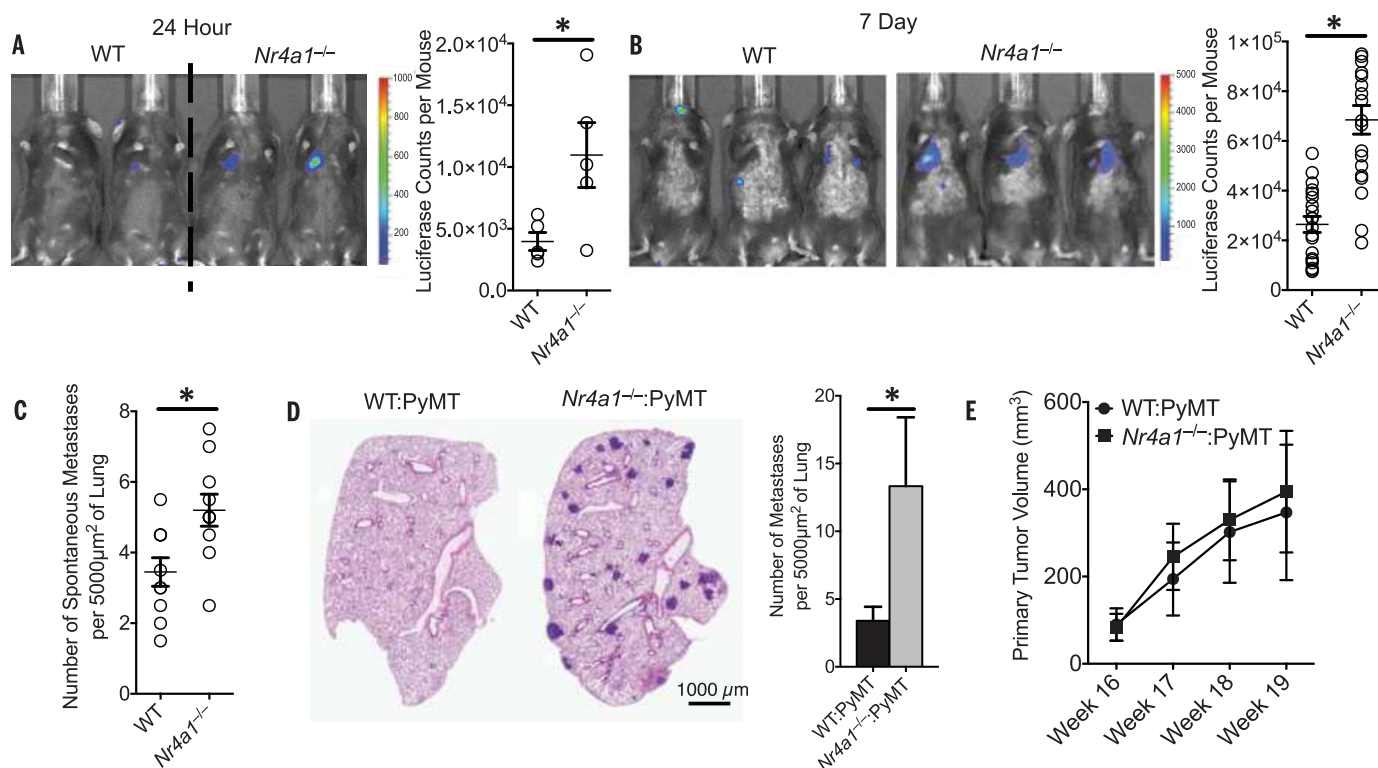 A
24 Hour
WT
Nr4a1–/–
1000
800
600
400
200
Luciferase Counts per Mouse
2.0×10⁴
1.5×10⁴
1.0×10⁴
5.0×10³
0.0
*
WT
Nr4a1–/–
B
7 Day
WT
Nr4a1–/–
5000
4000
3000
2000
1000
Luciferase Counts per Mouse
1×10⁵
8×10⁴
6×10⁴
4×10⁴
2×10⁴
0
*
WT
Nr4a1–/–
C
Number of Spontaneous Metastases
per 5000µm² of Lung
8
6
4
2
0
*
WT
Nr4a1–/–
D
WT:PyMT
Nr4a1–/–:PyMT
1000 µm
Number of Metastases
per 5000µm² of Lung
20
15
10
5
0
*
WT:PyMT
Nr4a1–/–:PyMT
E
Primary Tumor Volume (mm³)
600
400
200
0
WT:PyMT
Nr4a1–/–:PyMT
Week 16
Week 17
Week 18
Week 19